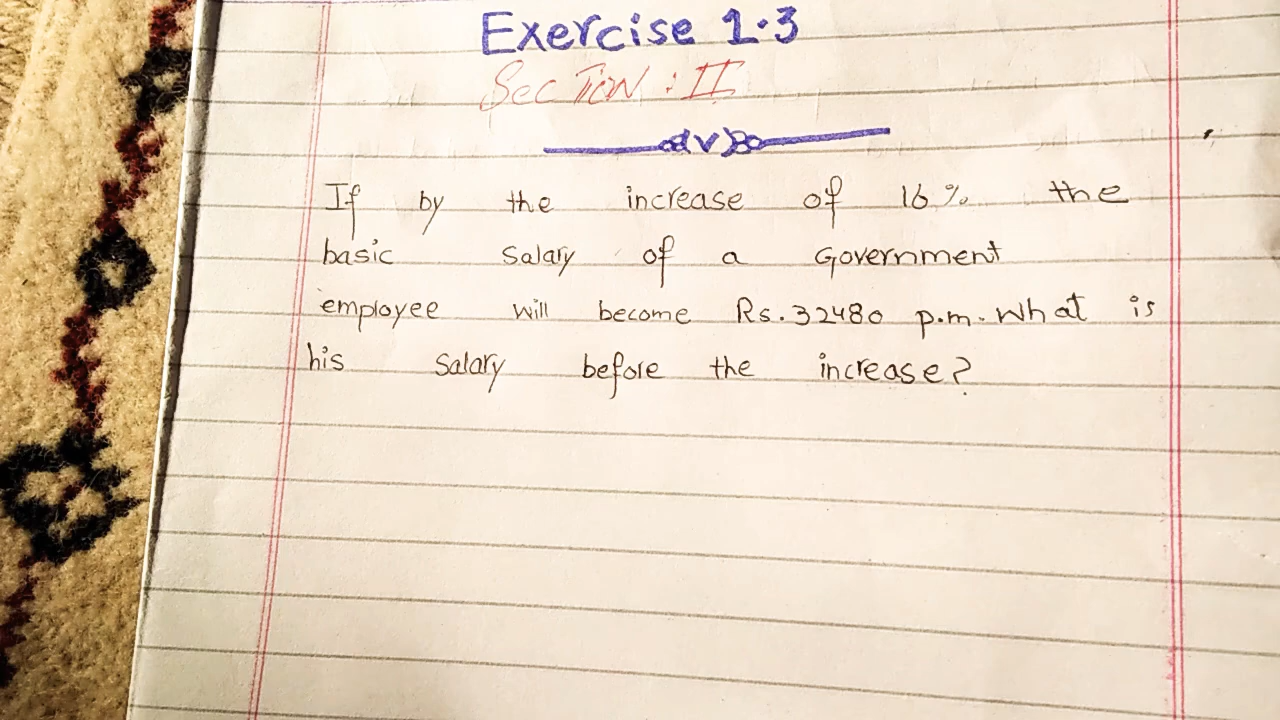 Exercise 1.3
Section : II
If by the increase of 16% the
basic salary of a Government
employee will become Rs. 32480 p.m. What is
his salary before the increase?